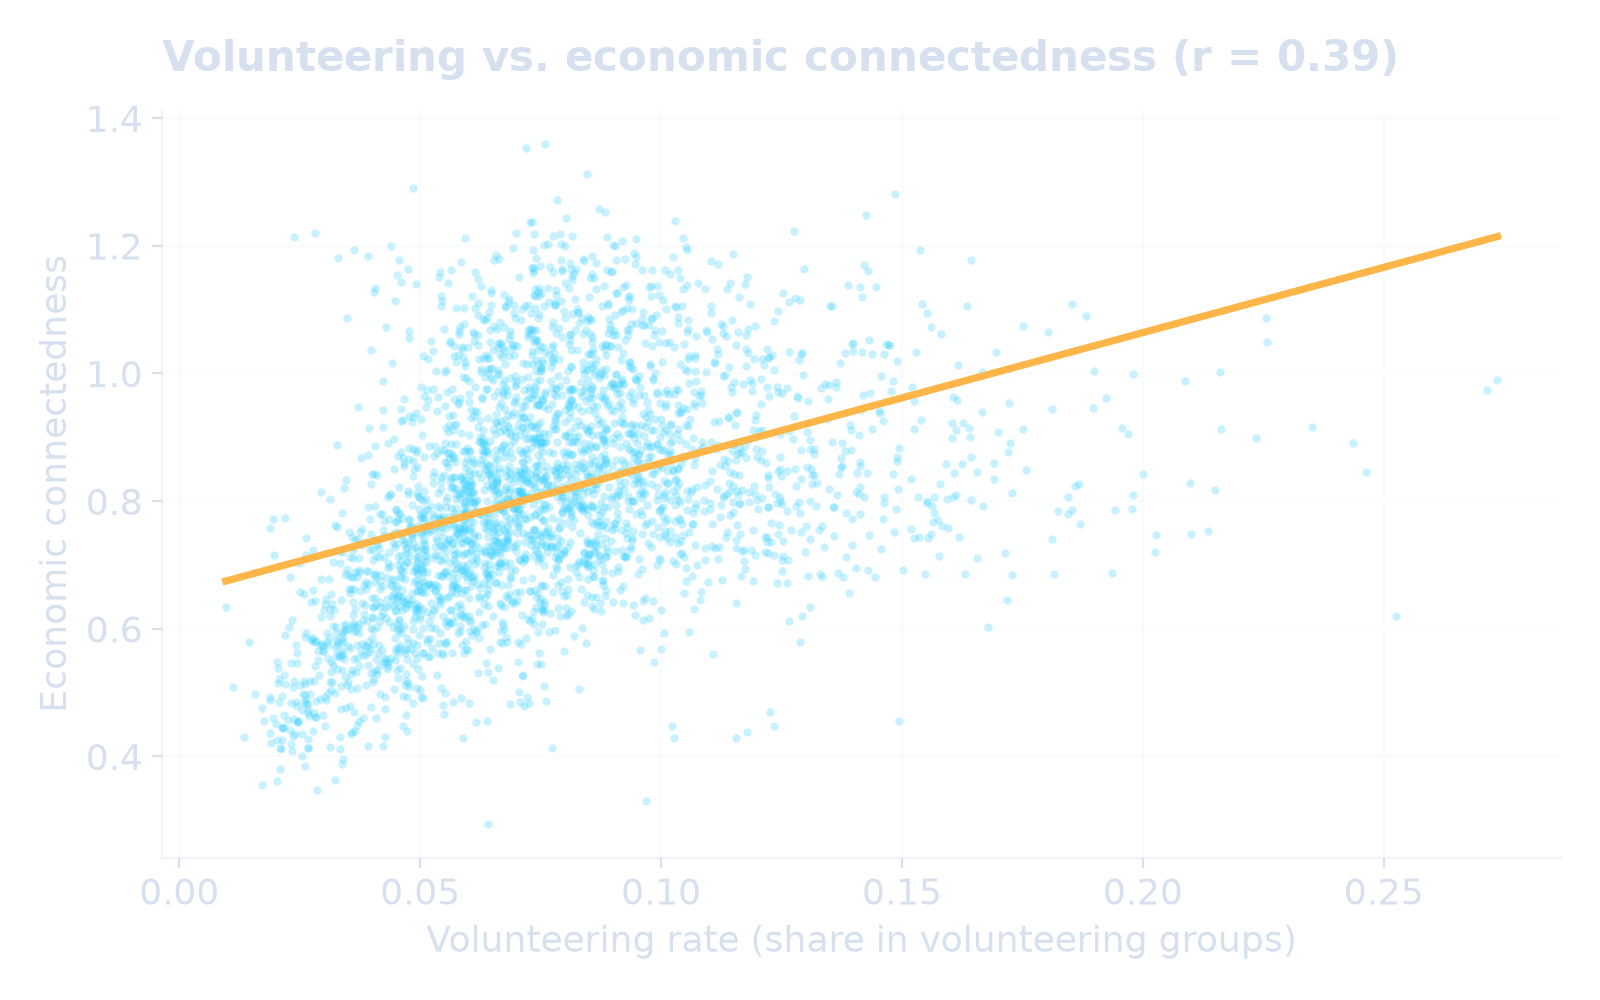 Volunteering vs. economic connectedness (r = 0.39)
1.4
1.2
1.0
0.8
0.6
0.4
Economic connectedness
0.00 0.05 0.10 0.15 0.20 0.25
Volunteering rate (share in volunteering groups)